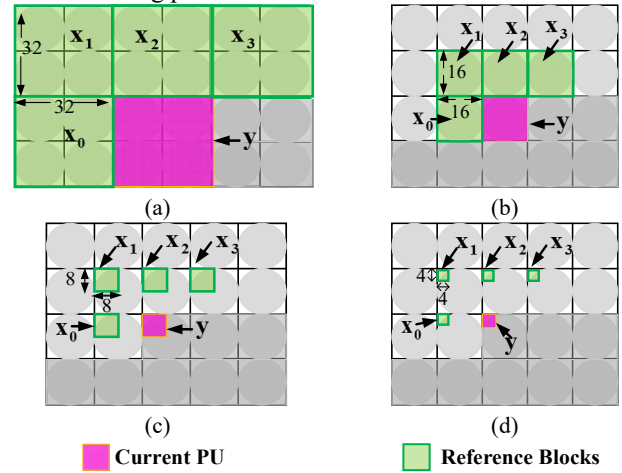 x1 x2 x3
32
32
x0
y
(a)
x1 x2 x3
16
16
x0
y
(b)
x1 x2 x3
8
8
x0
y
(c)
x1 x2 x3
4
4
x0
y
(d)
Current PU
Reference Blocks